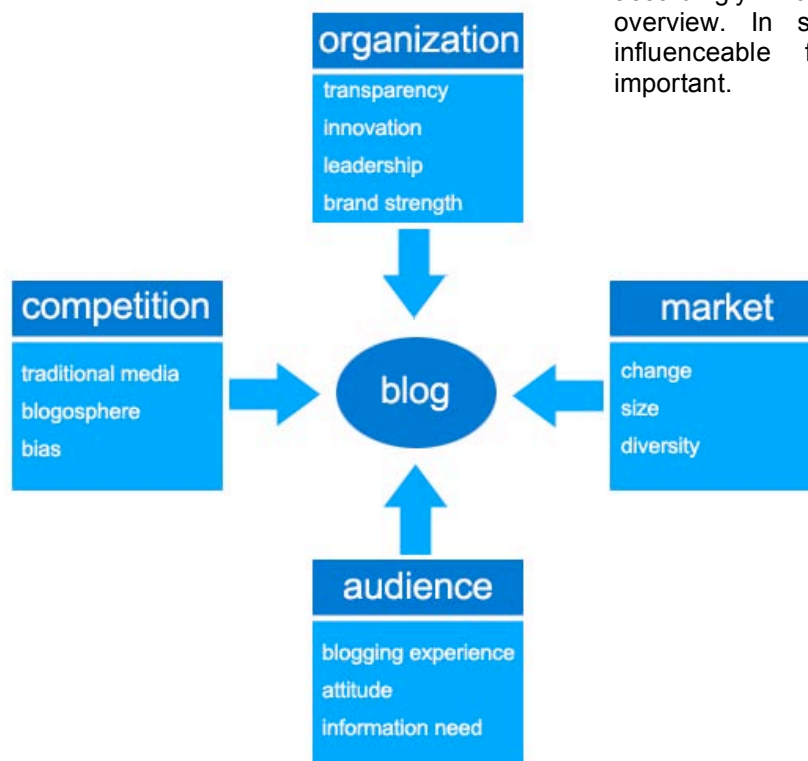 overview. In s
influenceable f
important.
organization
transparency
innovation
leadership
brand strength
competition
traditional media
blogosphere
bias
blog
market
change
size
diversity
audience
blogging experience
attitude
information need